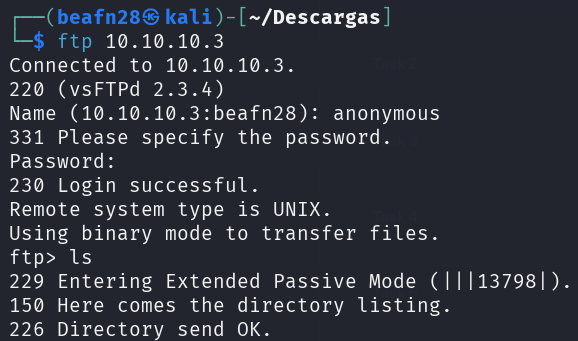 ┌──(beafn28㉿kali)-[~/Descargas]
└─$ ftp 10.10.10.3
Connected to 10.10.10.3.
220 (vsFTPd 2.3.4)
Name (10.10.10.3:beafn28): anonymous
331 Please specify the password.
Password:
230 Login successful.
Remote system type is UNIX.
Using binary mode to transfer files.
ftp> ls
229 Entering Extended Passive Mode (|||13798|).
150 Here comes the directory listing.
226 Directory send OK.